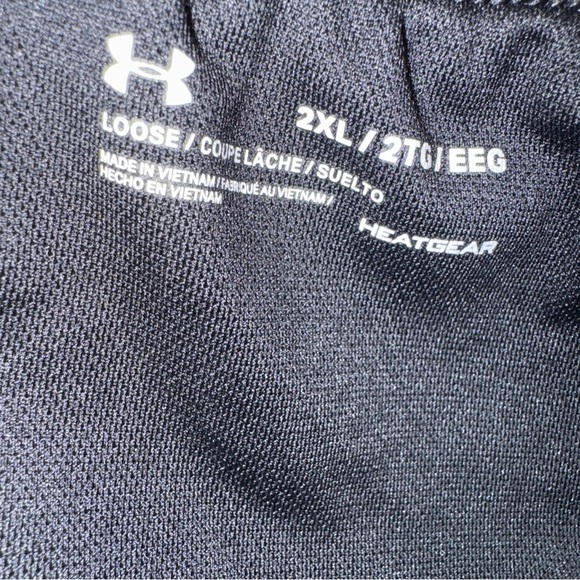 2XL / 2TG / EEG
LOOSE / COUPE LÂCHE / SUELTO
MADE IN VIETNAM / FABRIQUÉ AU VIETNAM /
HECHO EN VIETNAM
HEATGEAR